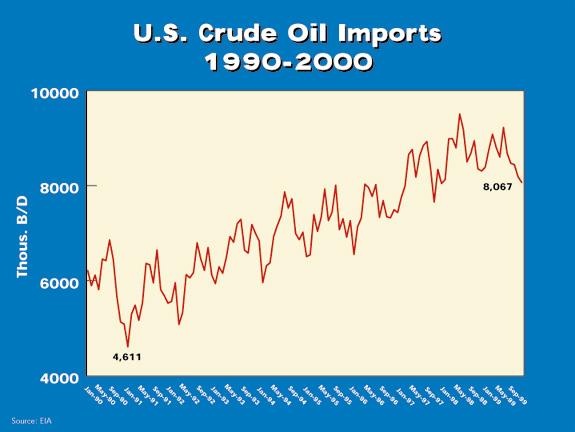 U.S. Crude Oil Imports
1990-2000
10000
8000
6000
4000
Thous. B/D
8,067
4,611
Jan-90
May-90
Sep-90
Jan-91
May-91
Sep-91
Jan-92
May-92
Sep-92
Jan-93
May-93
Sep-93
Jan-94
May-94
Sep-94
Jan-95
May-95
Sep-95
Jan-96
May-96
Sep-96
Jan-97
May-97
Sep-97
Jan-98
May-98
Sep-98
Jan-99
May-99
Sep-99
Source: EIA